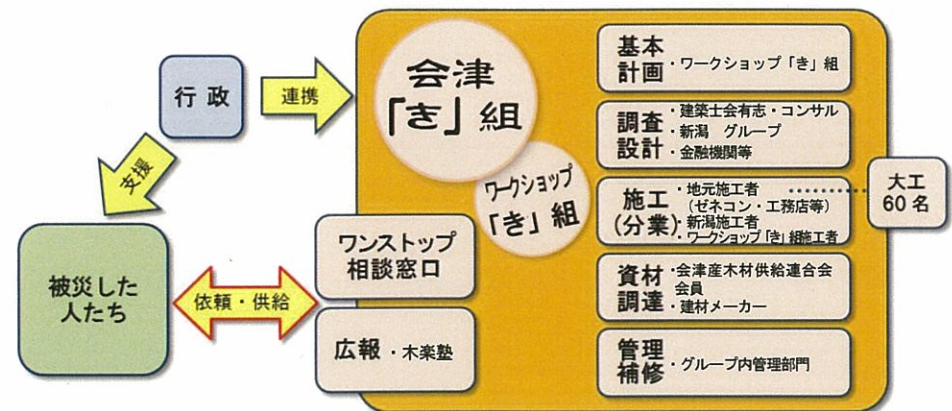 行政
連携
支援
被災した
人たち
依頼・供給
会津
「き」組
ワークショップ
「き」組
ワンストップ
相談窓口
広報・木楽塾
基本
計画
・ワークショップ「き」組
調査
設計
・建築士会有志・コンサル
・新潟 グループ
・金融機関等
施工
(分業)
・地元施工者
(ゼネコン・工務店等)
・新潟施工者
・ワークショップ「き」組施工者
大工
60名
資材
調達
・会津産木材供給連合会
会員
・建材メーカー
管理
補修
・グループ内管理部門